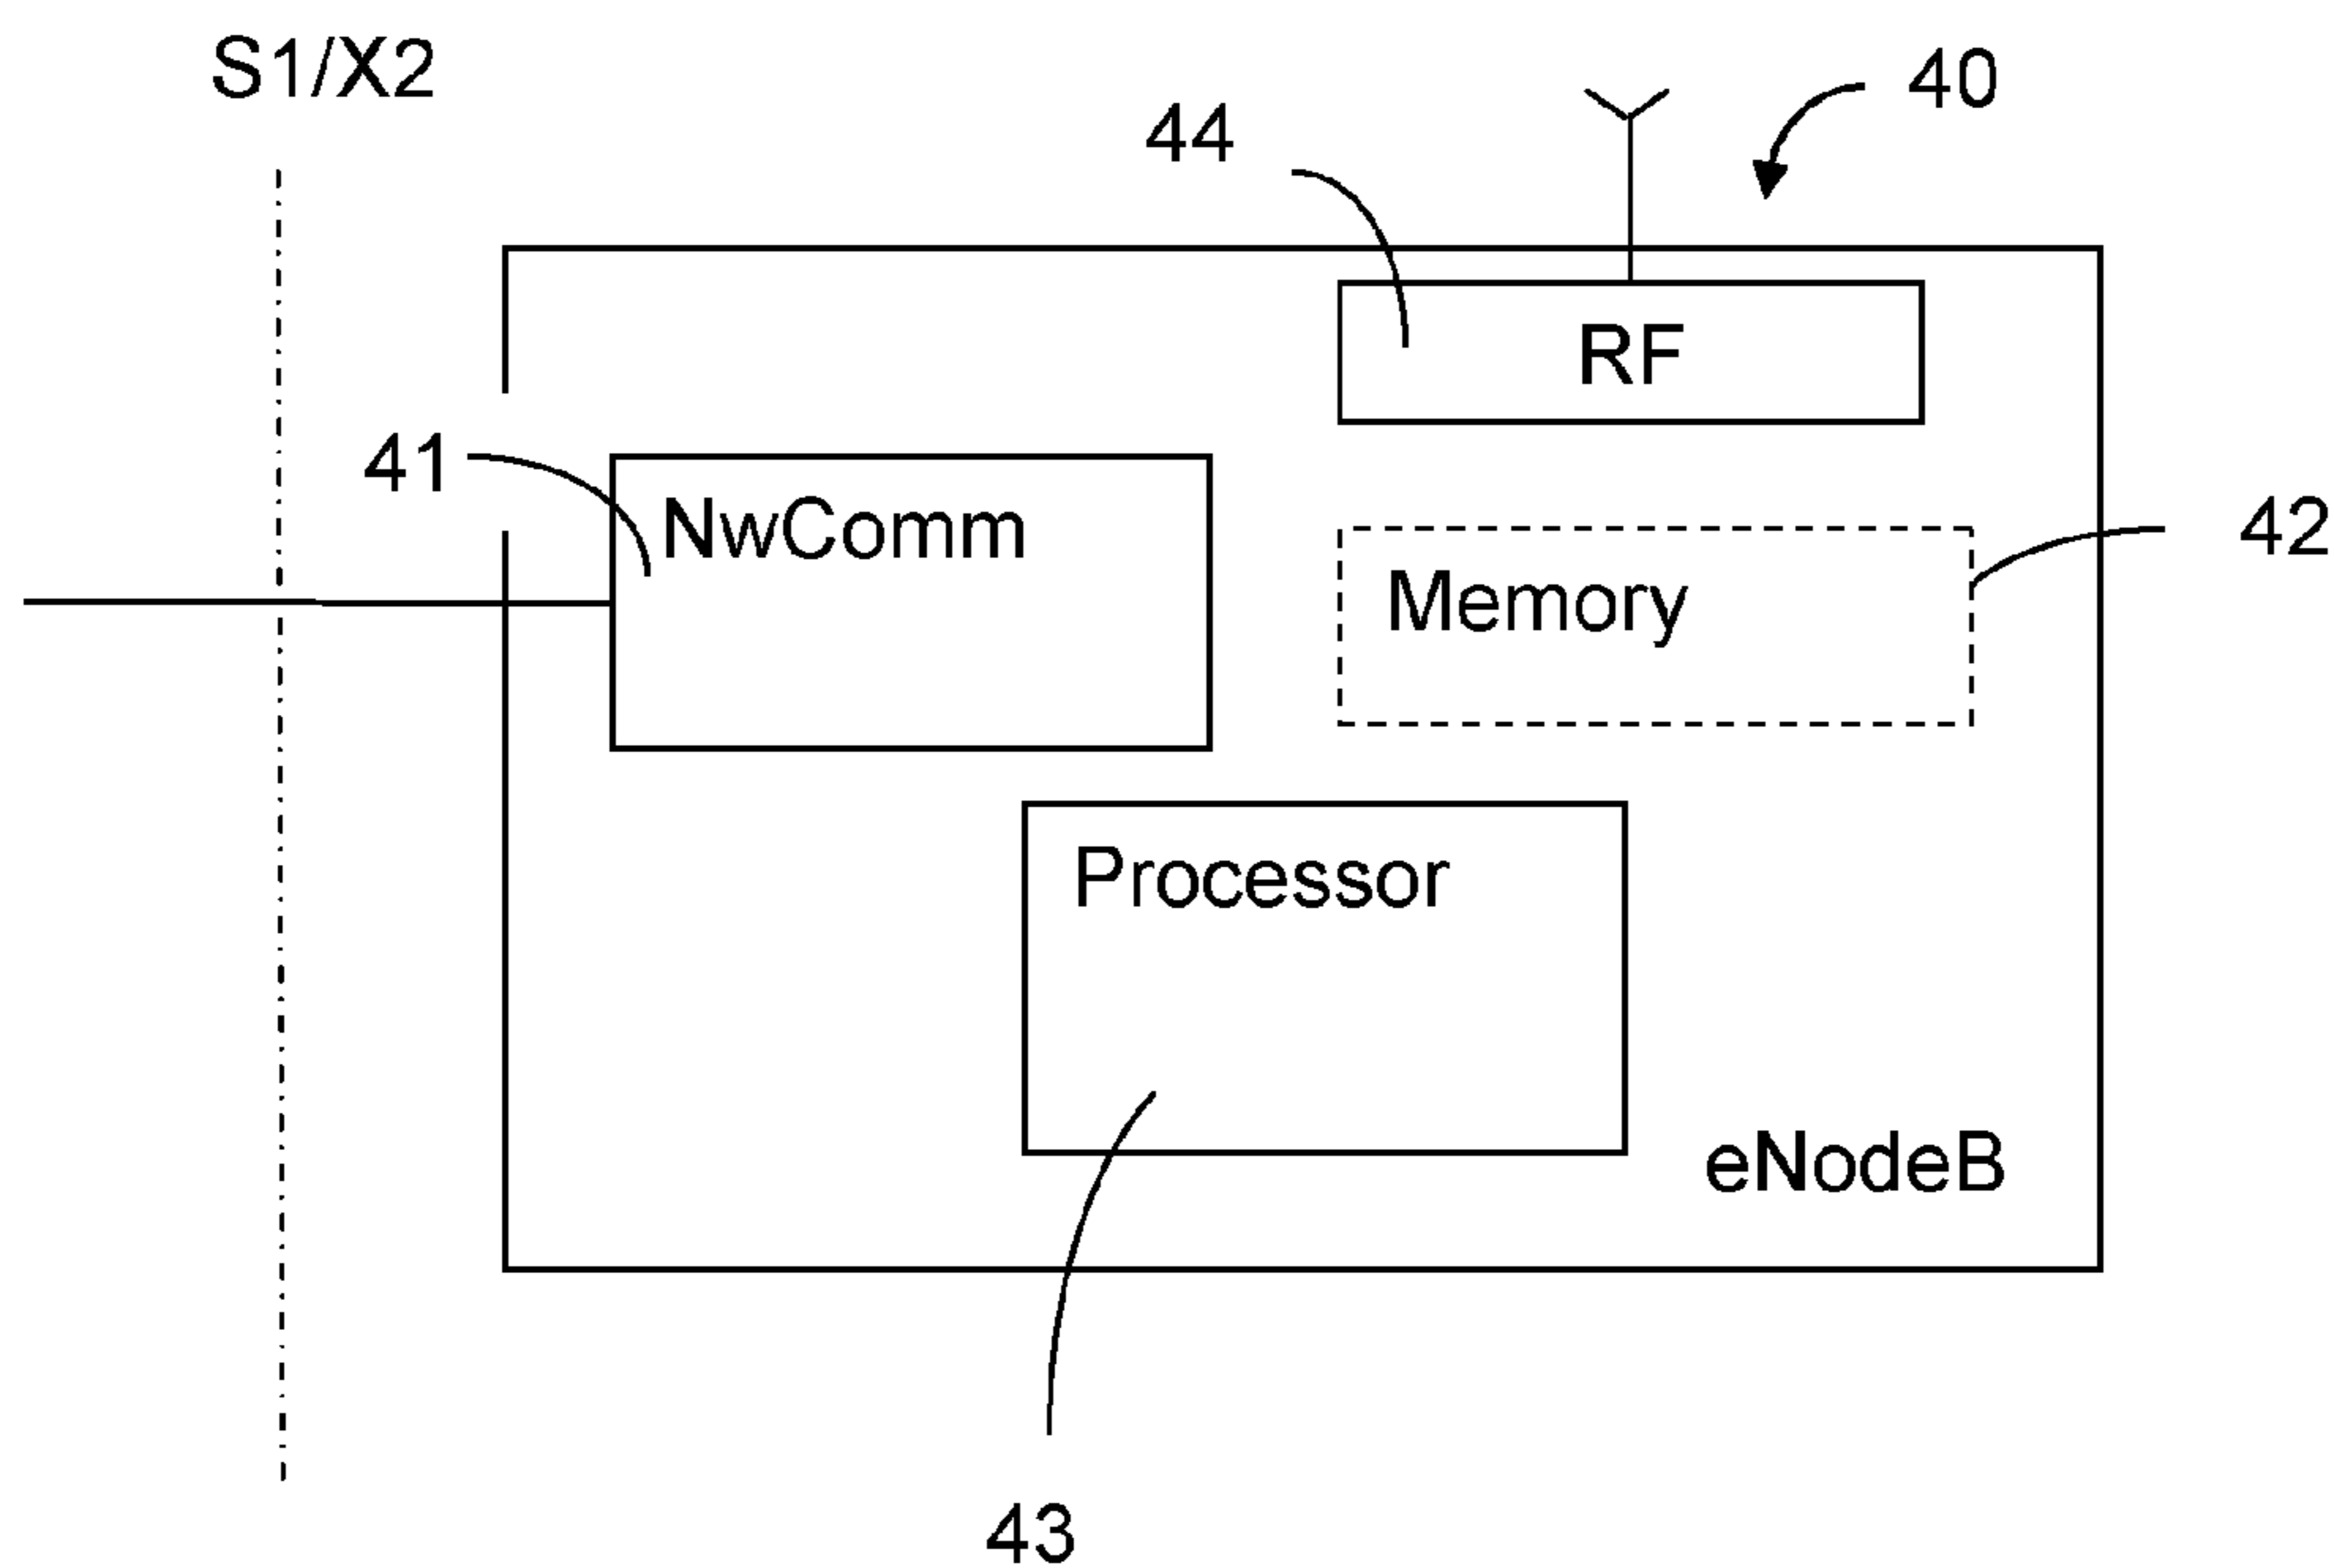 S1/X2
40
44
RF
41
NwComm
42
Memory
Processor
eNodeB
43